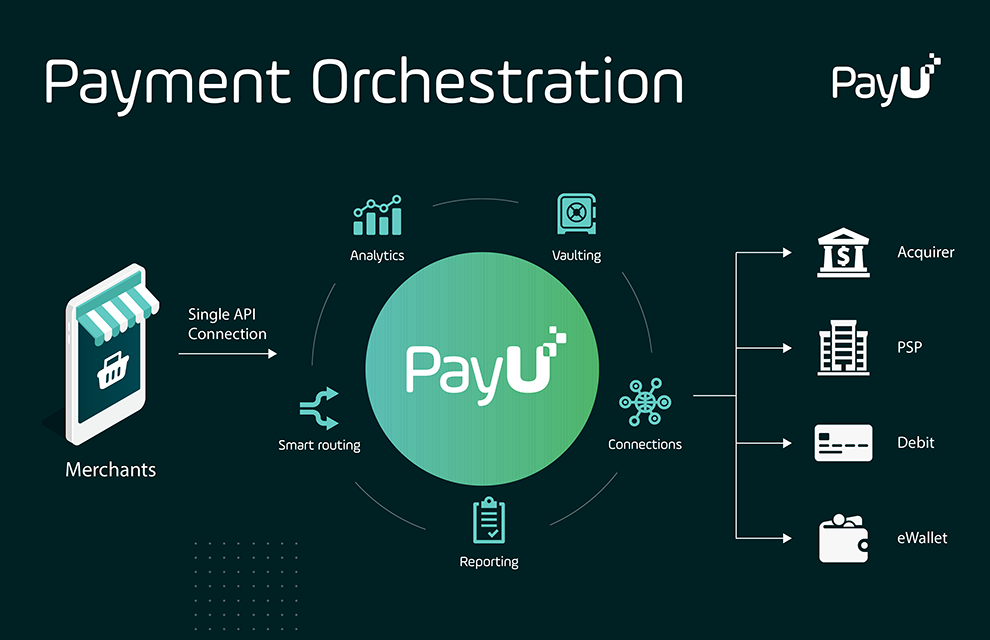 Payment Orchestration
PayU
Analytics
Vaulting
Single API
Connection
PayU
Merchants
Smart routing
Connections
Reporting
$
Acquirer
PSP
Debit
eWallet